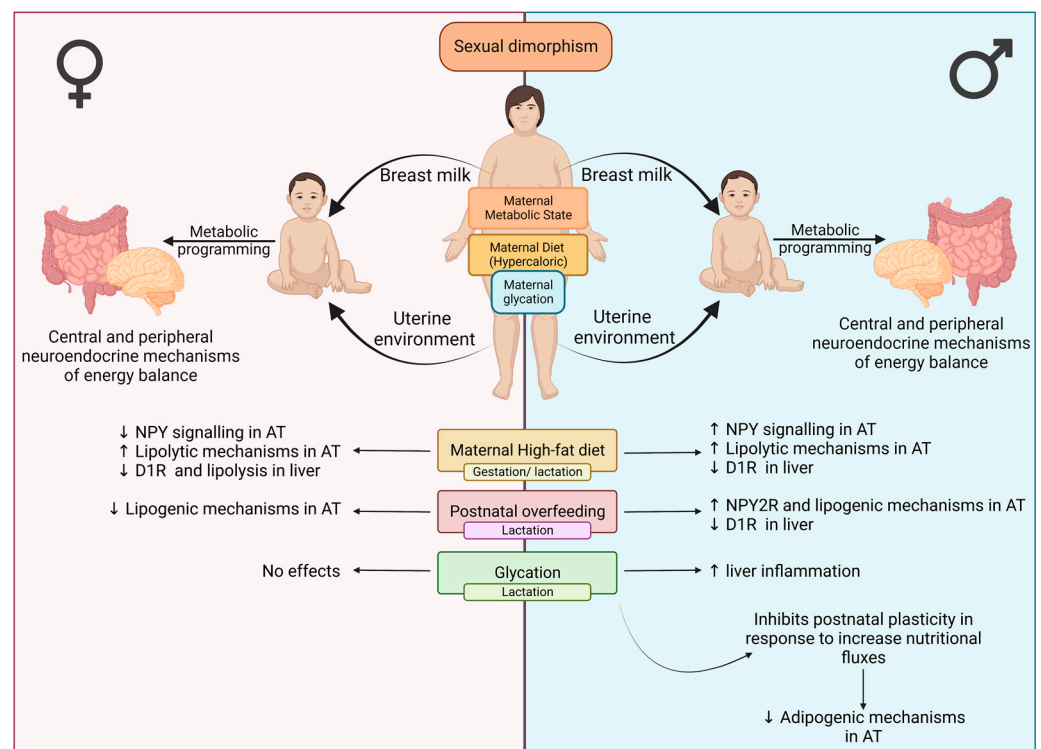 Sexual dimorphism
Breast milk
Breast milk
Maternal
Metabolic State
Maternal Diet
(Hypercaloric)
Maternal
glycation
Metabolic
programming
Metabolic
programming
Uterine
environment
Uterine
environment
Central and peripheral
neuroendocrine mechanisms
of energy balance
Central and peripheral
neuroendocrine mechanisms
of energy balance
↓ NPY signalling in AT
↑ Lipolytic mechanisms in AT
↓ D1R and lipolysis in liver
Maternal High-fat diet
Gestation/ lactation
↑ NPY signalling in AT
↑ Lipolytic mechanisms in AT
↓ D1R in liver
↓ Lipogenic mechanisms in AT
Postnatal overfeeding
Lactation
↑ NPY2R and lipogenic mechanisms in AT
↓ D1R in liver
No effects
Glycation
Lactation
↑ liver inflammation
Inhibits postnatal plasticity in
response to increase nutritional
fluxes
↓ Adipogenic mechanisms
in AT